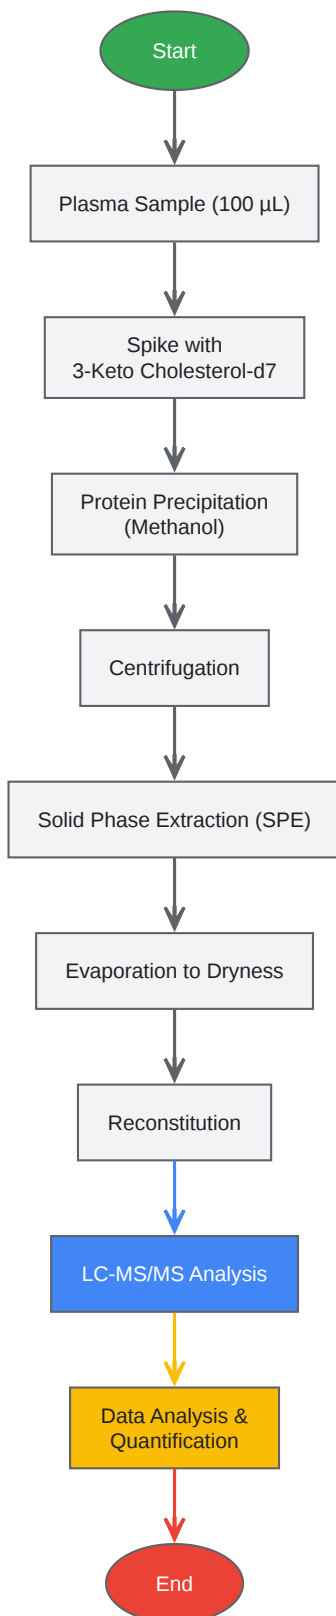 Start
Plasma Sample (100 µL)
Spike with
3-Keto Cholesterol-d7
Protein Precipitation
(Methanol)
Centrifugation
Solid Phase Extraction (SPE)
Evaporation to Dryness
Reconstitution
LC-MS/MS Analysis
Data Analysis &
Quantification
End